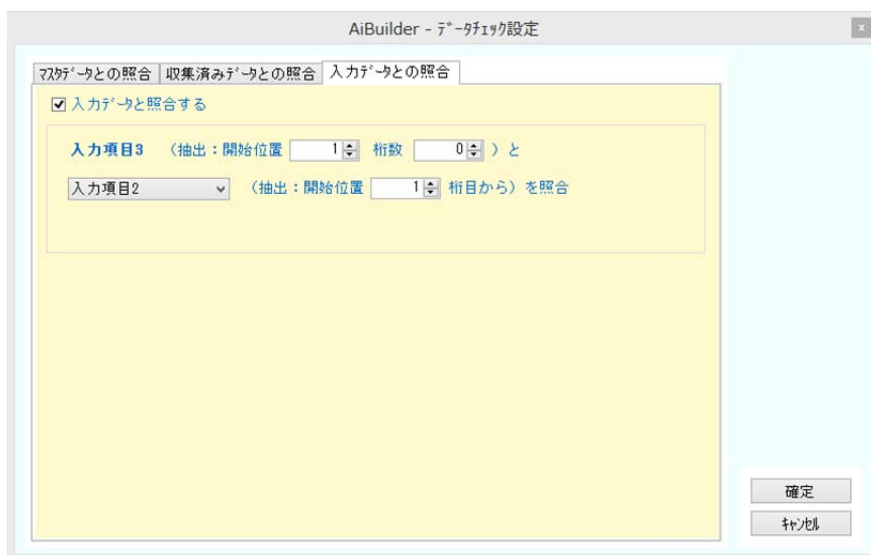 AiBuilder - ﾃﾞｰﾀﾁｪｯｸ設定
x
ﾏｽﾀﾃﾞｰﾀとの照合 収集済みﾃﾞｰﾀとの照合 入力ﾃﾞｰﾀとの照合
入力ﾃﾞｰﾀと照合する
入力項目3 （抽出：開始位置 1 桁数 0 ）と
入力項目2 （抽出：開始位置 1 桁目から）を照合
確定
ｷｬﾝｾﾙ